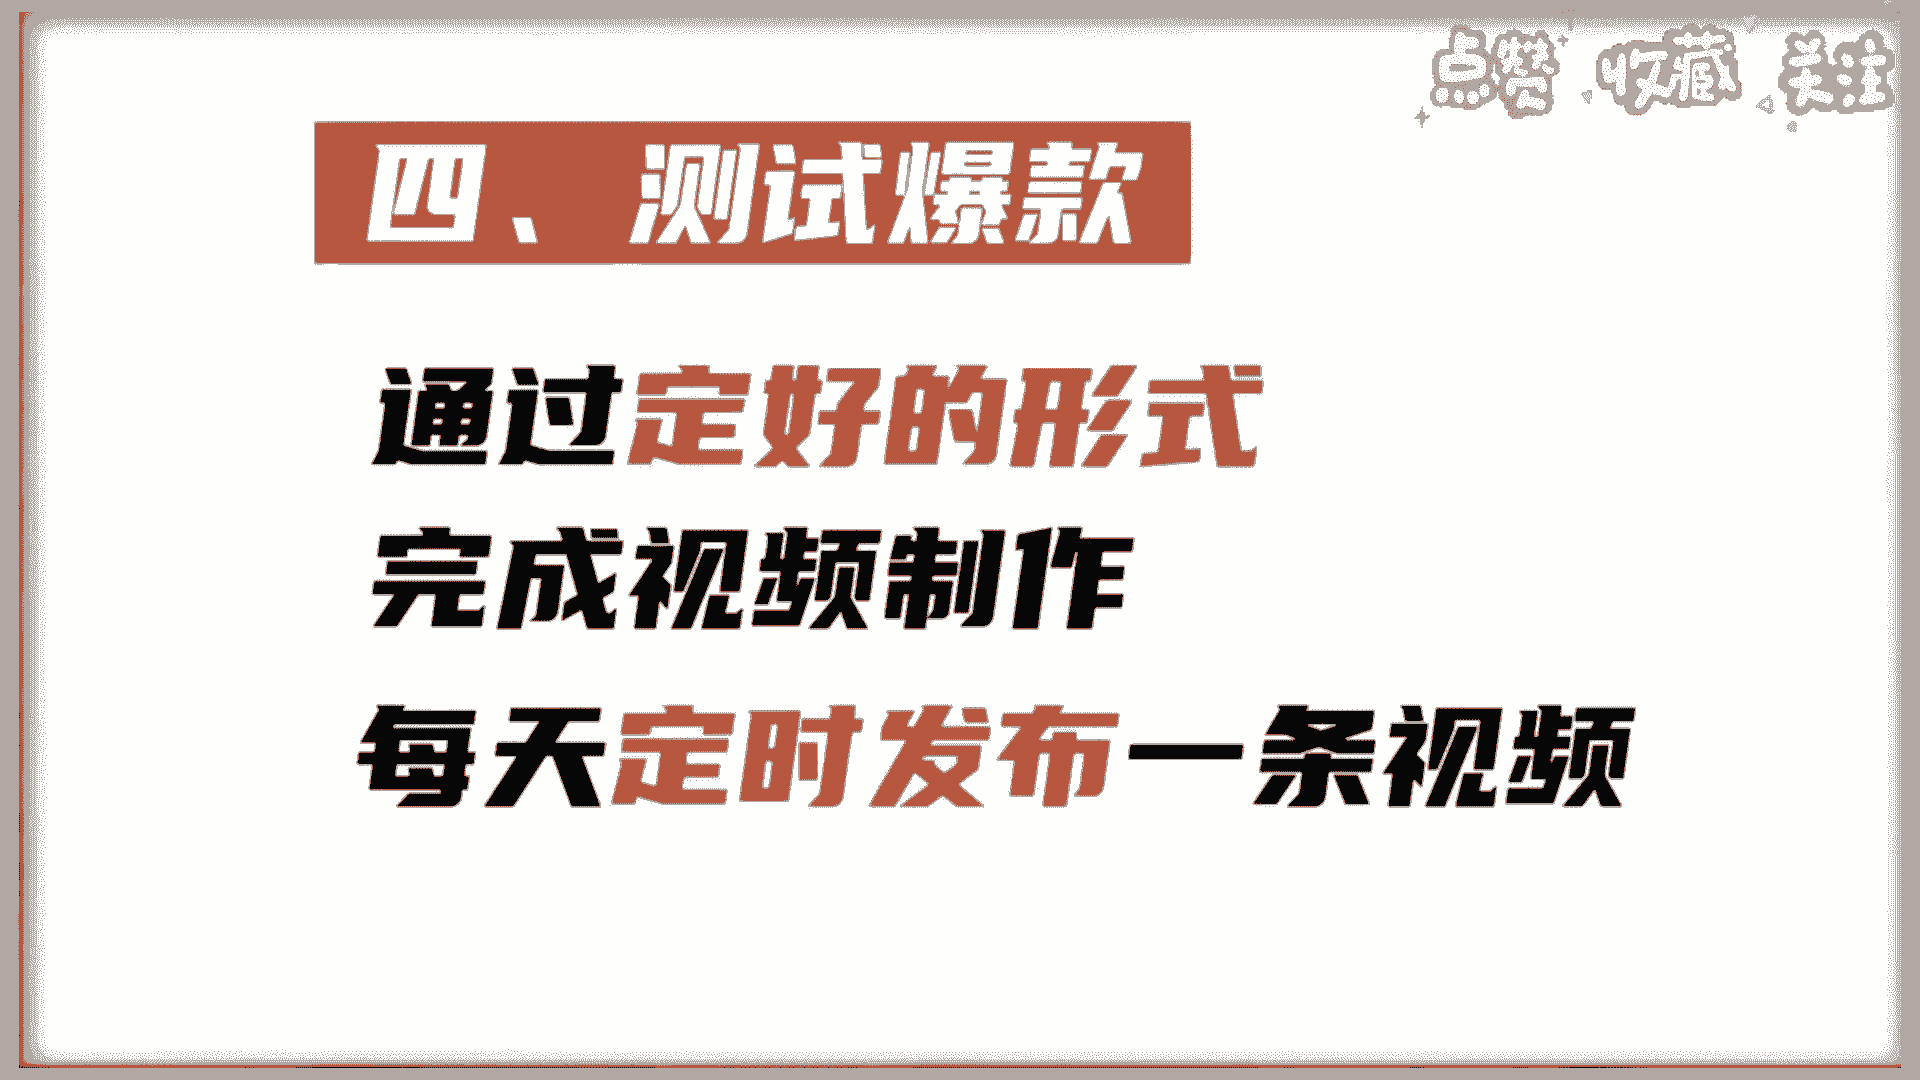 点赞 收藏 关注
四、测试爆款
通过定好的形式
完成视频制作
每天定时发布一条视频